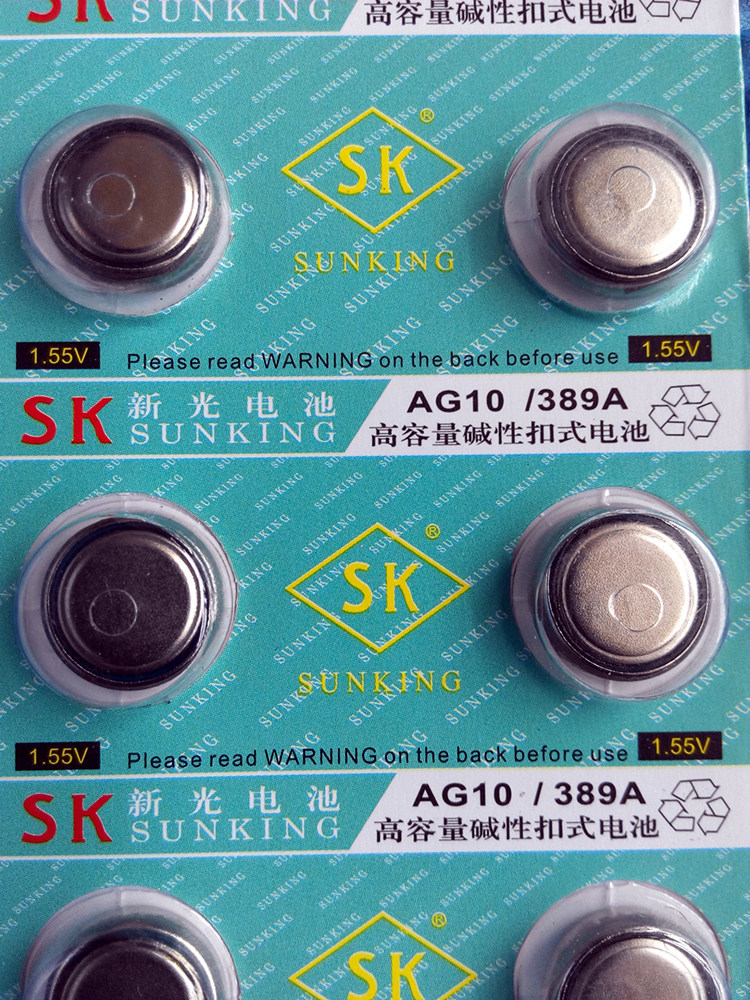 SK SUNKING 高容量碱性扣式电池
SK®
SUNKING
1.55V Please read WARNING on the back before use 1.55V
SK 新光电池 AG10 /389A
SUNKING 高容量碱性扣式电池
SK®
SUNKING
1.55V Please read WARNING on the back before use 1.55V
SK 新光电池 AG10 / 389A
SUNKING 高容量碱性扣式电池
SK®